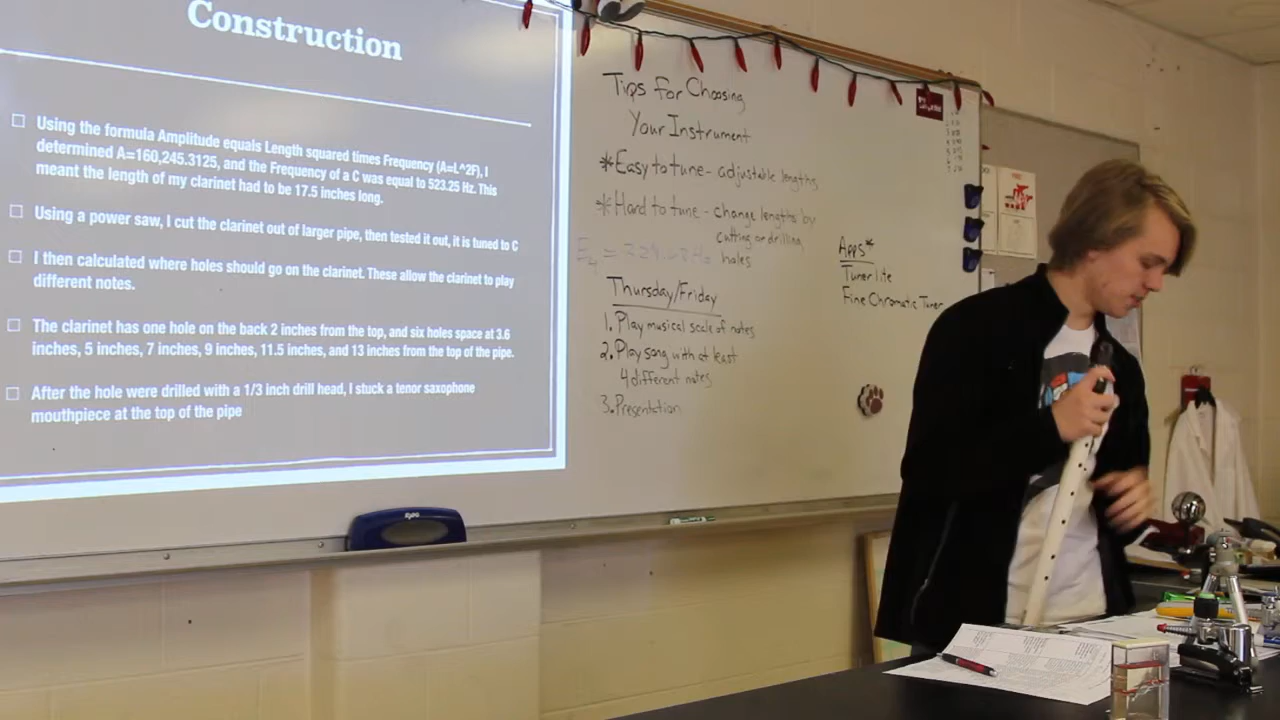 Construction
Using the formula Amplitude equals Length squared times Frequency (A=L^2F), I
determined A=160,245.3125, and the Frequency of a C was equal to 523.25 Hz. This
meant the length of my clarinet had to be 17.5 inches long.
Using a power saw, I cut the clarinet out of larger pipe, then tested it out, it is tuned to C
I then calculated where holes should go on the clarinet. These allow the clarinet to play
different notes.
The clarinet has one hole on the back 2 inches from the top, and six holes space at 3.6
inches, 5 inches, 7 inches, 9 inches, 11.5 inches, and 13 inches from the top of the pipe.
After the hole were drilled with a 1/3 inch drill head, I stuck a tenor saxophone
mouthpiece at the top of the pipe
Tips for Choosing
Your Instrument
*Easy to tune - adjustable lengths
*Hard to tune - change lengths by
cutting or drilling
holes
E4 =
Thursday/Friday
1. Play musical scale of notes
2. Play song with at least
4 different notes
3. Presentation
Apps*
Tuner lite
Fine Chromatic Tuner
expo